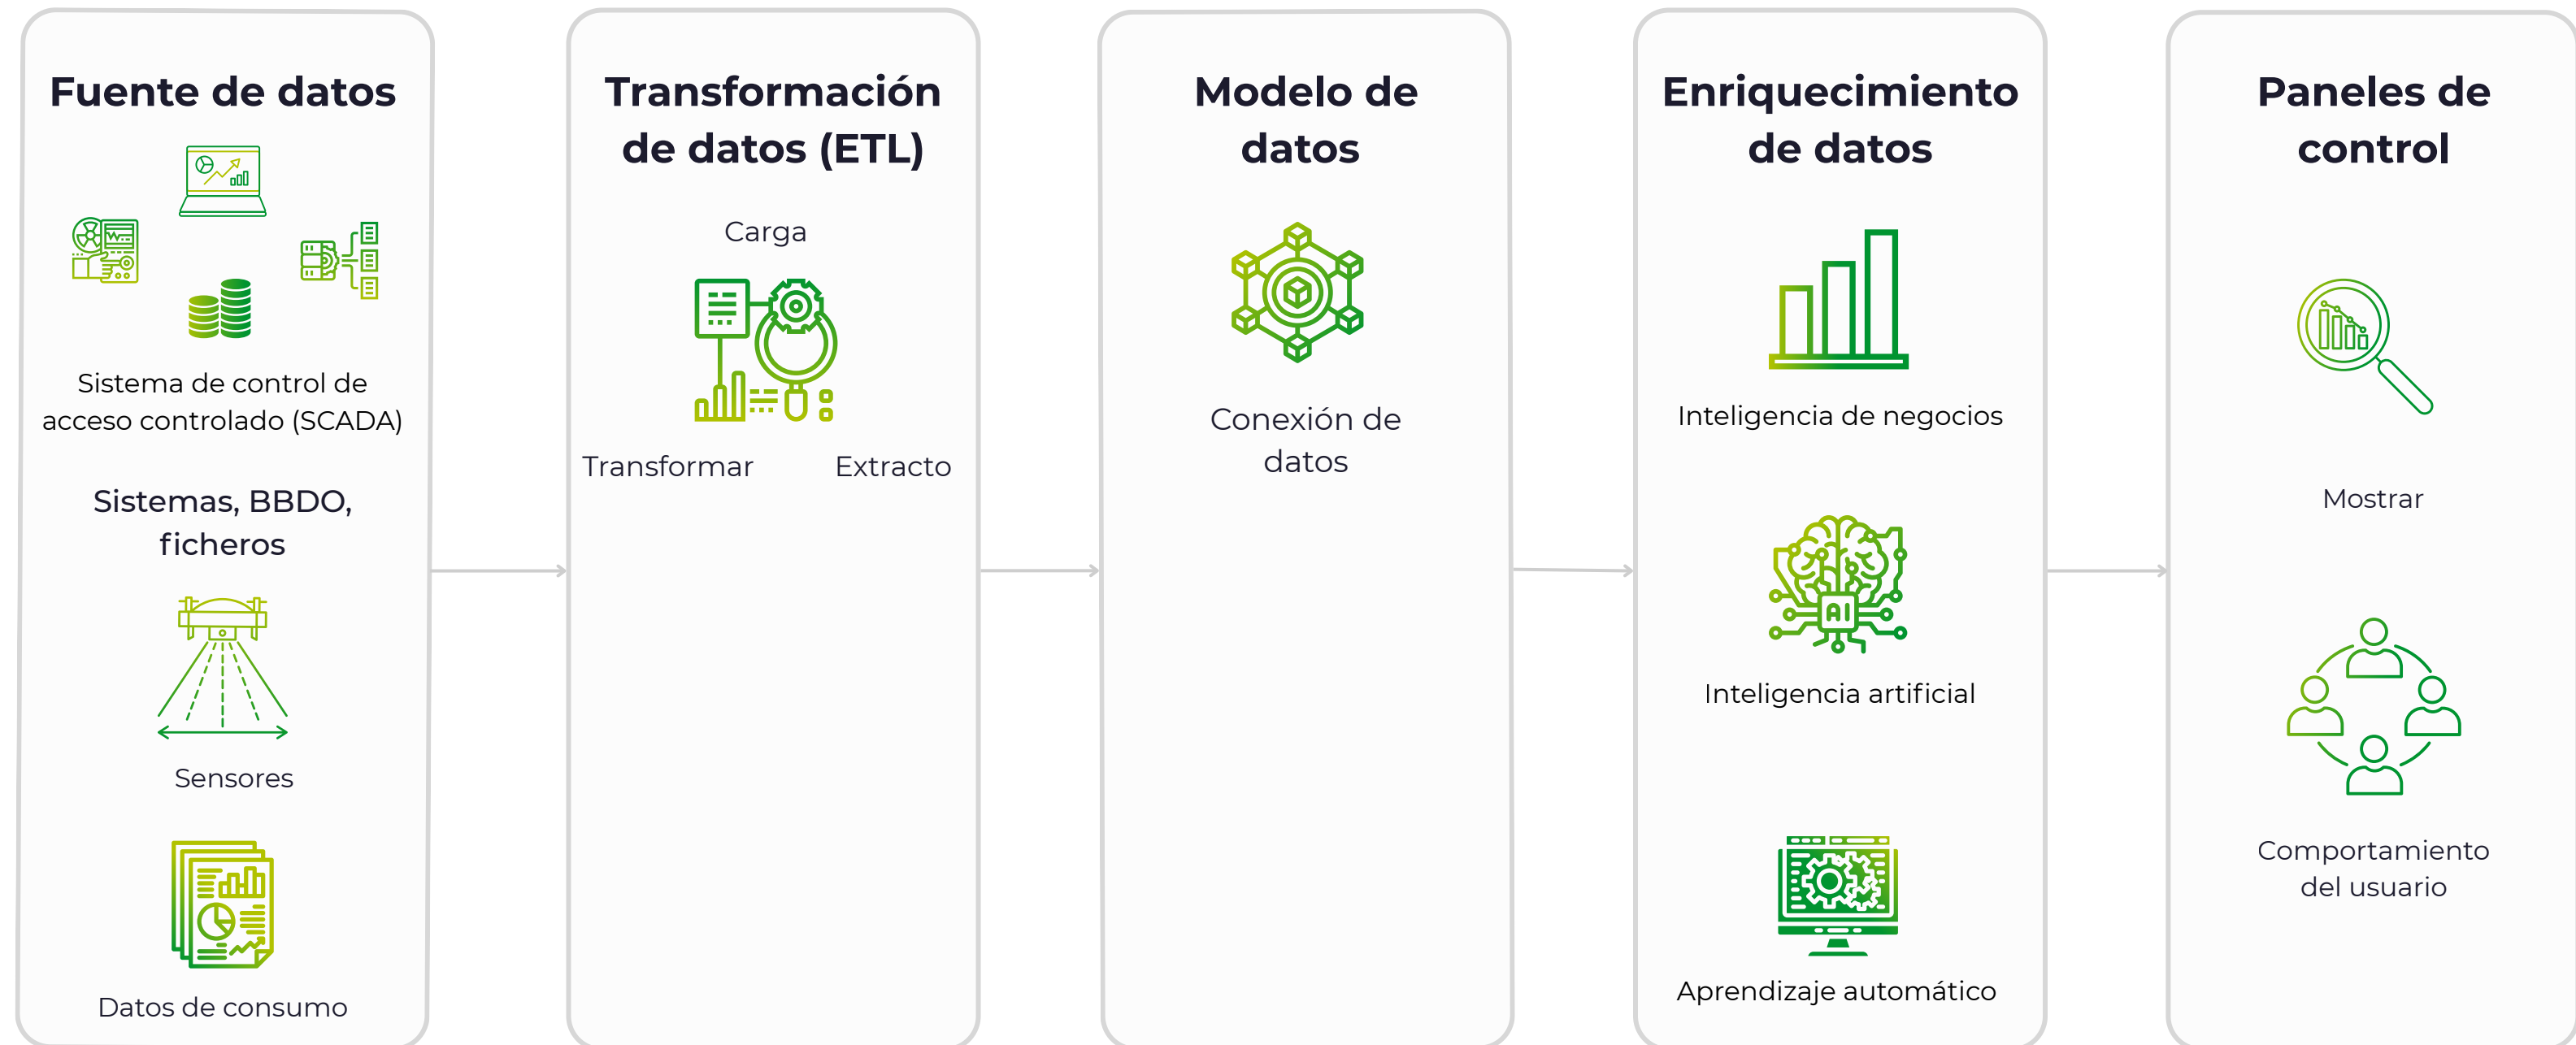 Fuente de datos
Sistema de control de
acceso controlado (SCADA)
Sistemas, BBDO,
ficheros
Sensores
Datos de consumo
Transformación
de datos (ETL)
Carga
Transformar
Extracto
Modelo de
datos
Conexión de
datos
Enriquecimiento
de datos
Inteligencia de negocios
AI
Inteligencia artificial
Aprendizaje automático
Paneles de
control
Mostrar
Comportamiento
del usuario